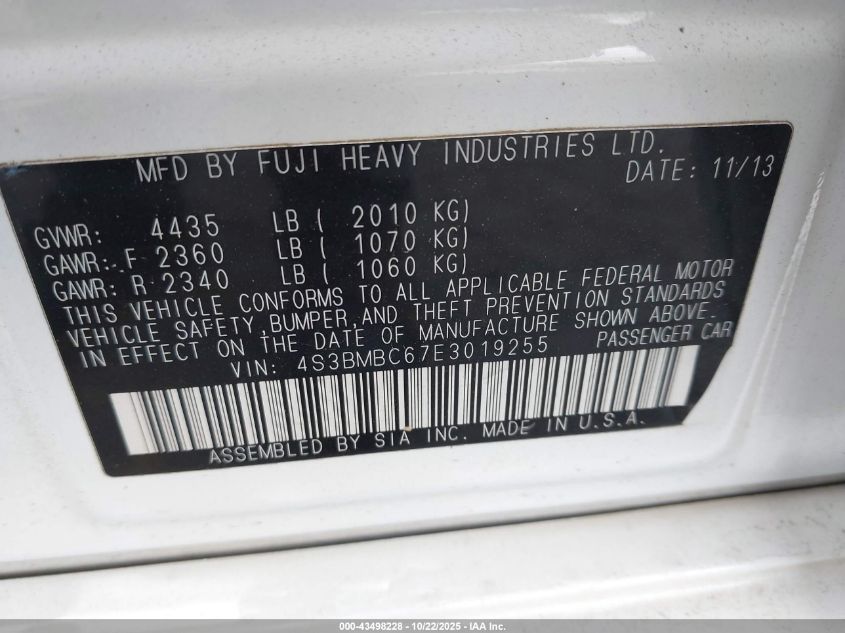 MFD BY FUJI HEAVY INDUSTRIES LTD.
DATE: 11/13
GVWR: 4435 LB ( 2010 KG)
GAWR: F 2360 LB ( 1070 KG)
GAWR: R 2340 LB ( 1060 KG)
THIS VEHICLE CONFORMS TO ALL APPLICABLE FEDERAL MOTOR
VEHICLE SAFETY,BUMPER,AND THEFT PREVENTION STANDARDS
IN EFFECT ON THE DATE OF MANUFACTURE SHOWN ABOVE.
VIN: 4S3BMBC67E3019255 PASSENGER CAR
ASSEMBLED BY SIA INC. MADE IN U.S.A.
000-43498228 - 10/22/2025 - IAA Inc.